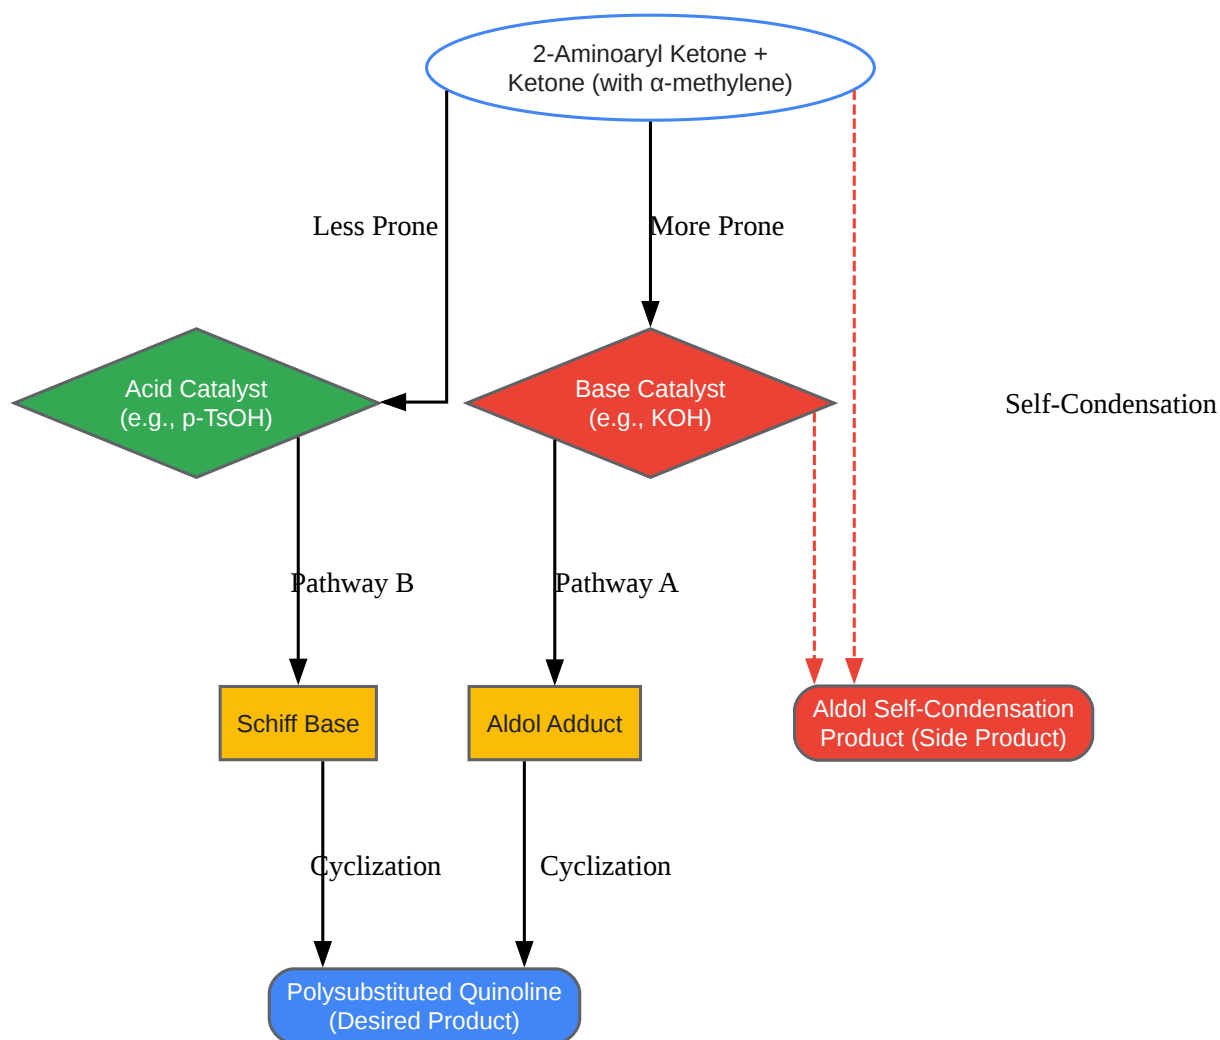 2-Aminoaryl Ketone +
Ketone (with α-methylene)
Less Prone
More Prone
Acid Catalyst
(e.g., p-TsOH)
Base Catalyst
(e.g., KOH)
Self-Condensation
Pathway B
Pathway A
Schiff Base
Aldol Adduct
Aldol Self-Condensation
Product (Side Product)
Cyclization
Cyclization
Polysubstituted Quinoline
(Desired Product)